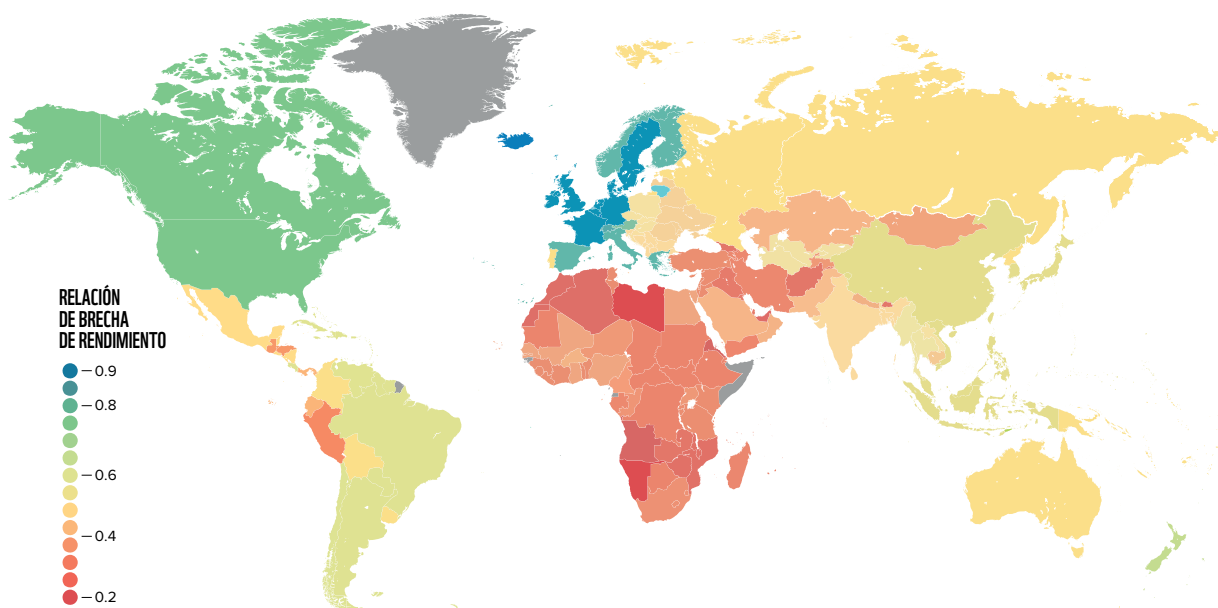 RELACIÓN
DE BRECHA
DE RENDIMIENTO
– 0.9
– 0.8
– 0.6
– 0.4
– 0.2